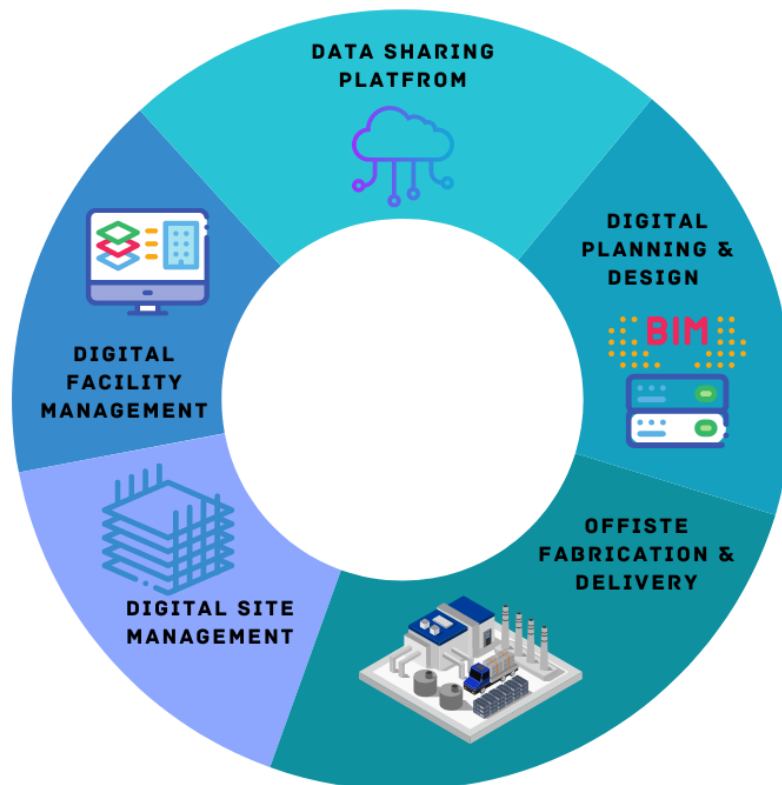 DATA SHARING
PLATFROM
DIGITAL
PLANNING &
DESIGN
BIM
OFFISTE
FABRICATION &
DELIVERY
DIGITAL SITE
MANAGEMENT
DIGITAL
FACILITY
MANAGEMENT